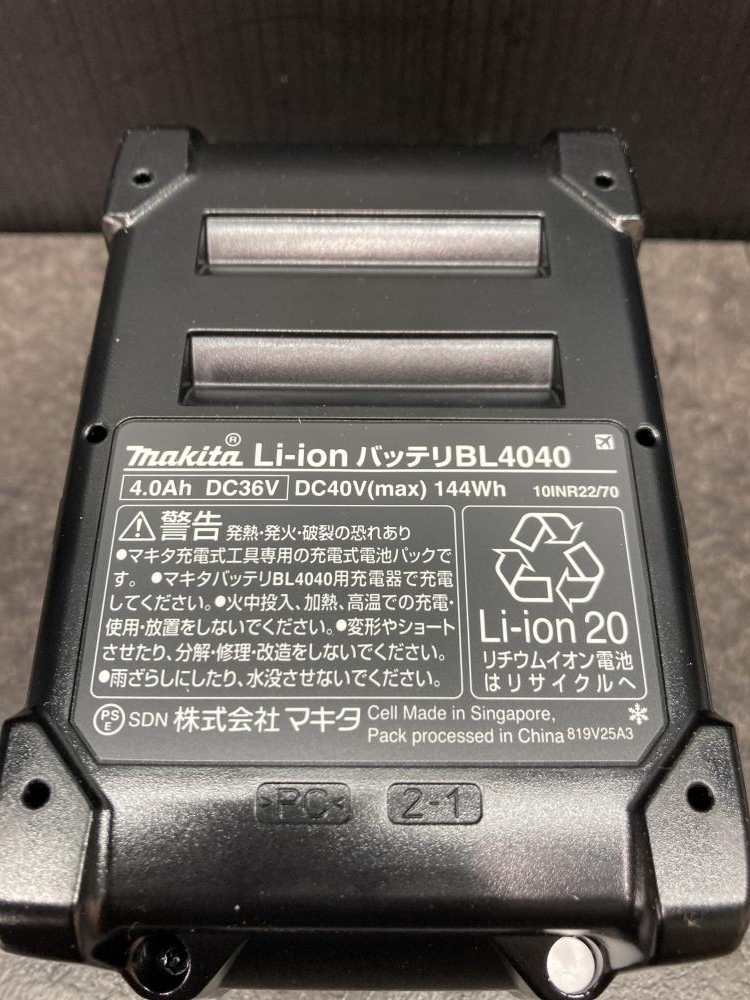 makita® Li-ion バッテリBL4040
4.0Ah DC36V DC40V(max) 144Wh 10INR22/70
⚠警告 発熱・発火・破裂の恐れあり
●マキタ充電式工具専用の充電式電池パックで
す。●マキタバッテリBL4040用充電器で充電
してください。●火中投入、加熱、高温での充電・
使用・放置をしないでください。●変形やショート
させたり、分解・修理・改造をしないでください。
●雨ざらしにしたり、水没させないでください。
Li-ion 20
リチウムイオン電池
はリサイクルへ
PSE SDN 株式会社 マキタ
Cell Made in Singapore,
Pack processed in China 819V25A3
>PC< 2-1